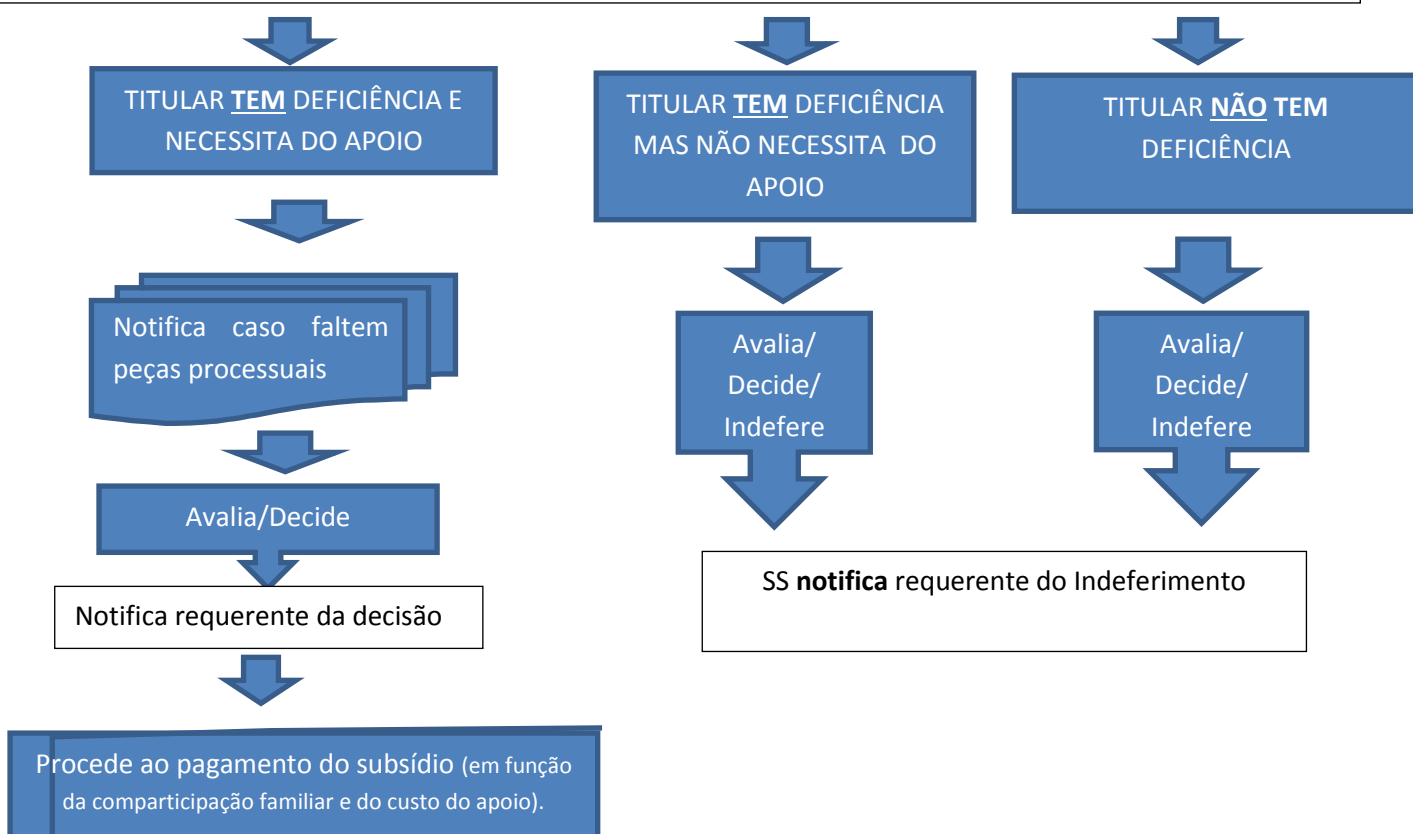 TITULAR TEM DEFICIÊNCIA E
NECESSITA DO APOIO
TITULAR TEM DEFICIÊNCIA
MAS NÃO NECESSITA DO
APOIO
TITULAR NÃO TEM
DEFICIÊNCIA
Notifica caso faltem
peças processuais
Avalia/
Decide/
Indefere
Avalia/
Decide/
Indefere
Avalia/Decide
SS notifica requerente do Indeferimento
Notifica requerente da decisão
Procede ao pagamento do subsídio (em função
da comparticipação familiar e do custo do apoio).